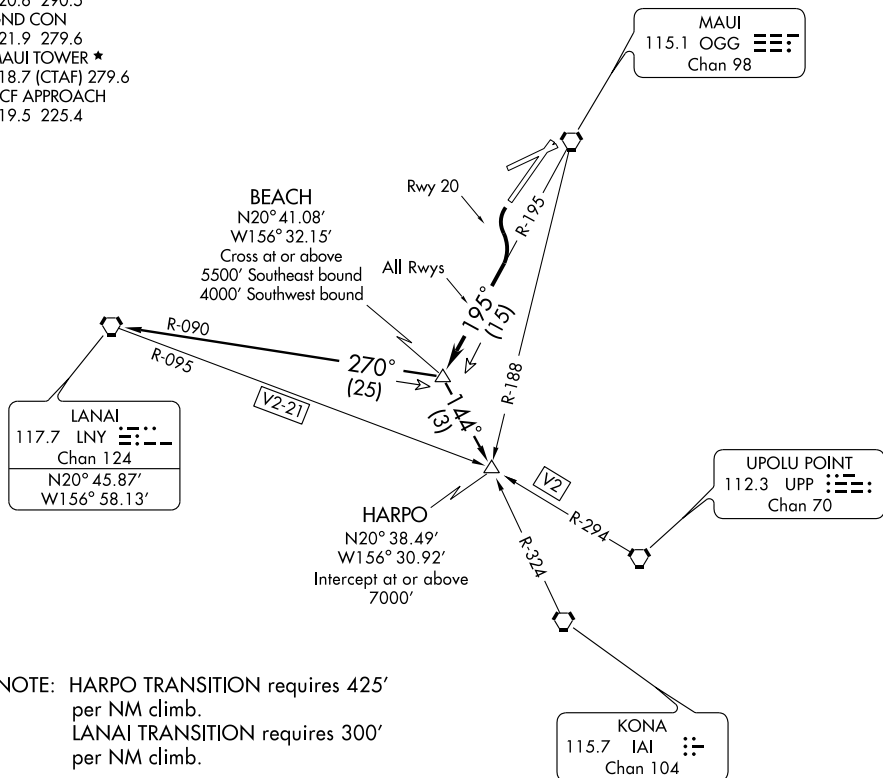 20.6 290.5
GND CON
21.9 279.6
MAUI TOWER ★
18.7 (CTAF) 279.6
CF APPROACH
19.5 225.4
MAUI
115.1 OGG
Chan 98
Rwy 20
R-195
BEACH
N20° 41.08'
W156° 32.15'
Cross at or above
5500' Southeast bound
4000' Southwest bound
All Rwys
195°
(15)
R-090
R-095
270°
(25)
R-188
V2-21
144°
(3)
LANAI
117.7 LNY
Chan 124
N20° 45.87'
W156° 58.13'
V2
UPOLU POINT
112.3 UPP
Chan 70
HARPO
N20° 38.49'
W156° 30.92'
Intercept at or above
7000'
R-294
R-324
NOTE: HARPO TRANSITION requires 425'
per NM climb.
LANAI TRANSITION requires 300'
per NM climb.
KONA
115.7 IAI
Chan 104